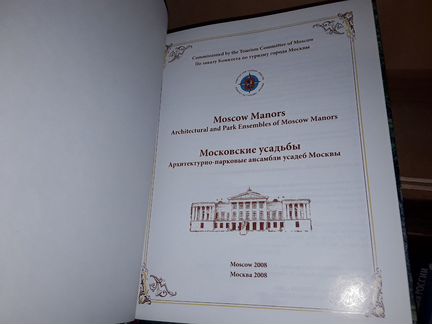 Commissioned by the Tourism Committee of Moscow
По заказу Комитета по туризму города Москвы
Moscow Manors
Architectural and Park Ensembles of Moscow Manors
Московские усадьбы
Архитектурно-парковые ансамбли усадеб Москвы
Moscow 2008
Москва 2008